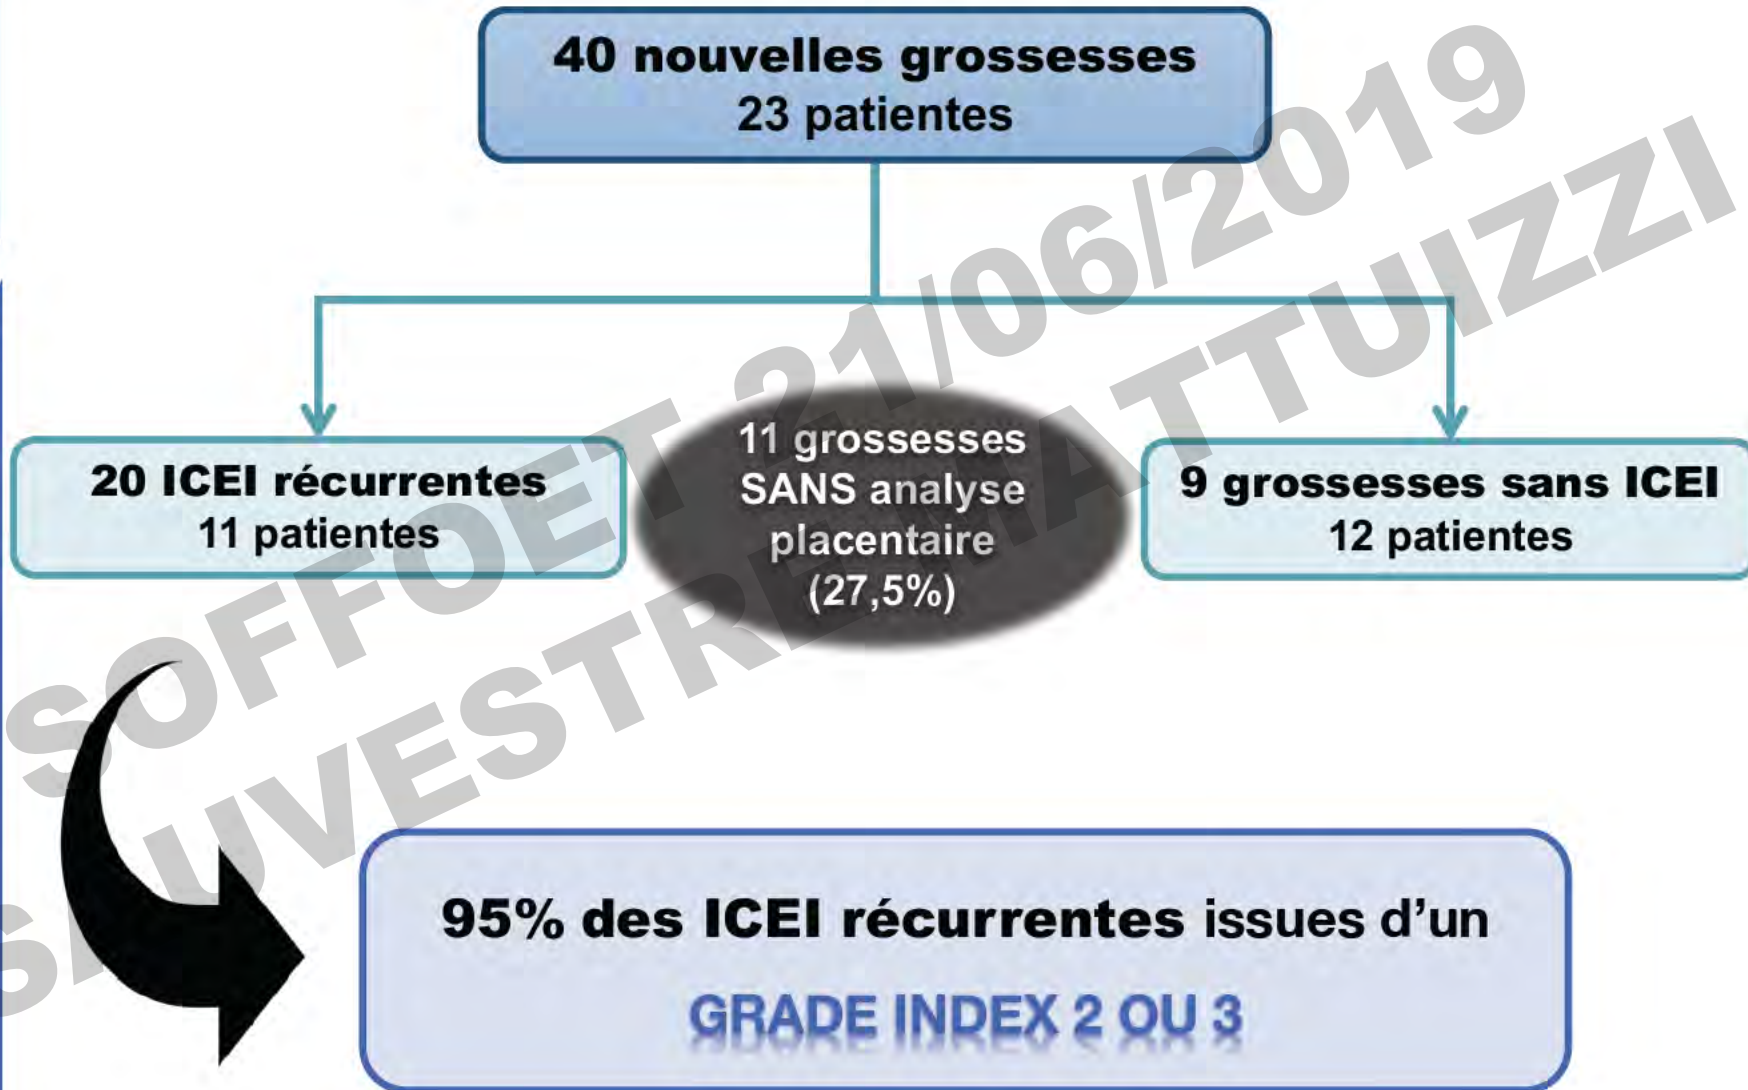 40 nouvelles grossesses
23 patientes
20 ICEI récurrentes
11 patientes
11 grossesses
SANS analyse
placentaire
(27,5%)
9 grossesses sans ICEI
12 patientes
95% des ICEI récurrentes issues d’un
GRADE INDEX 2 OU 3
SOFFOET 21/06/2019
SAUVESTRE MATTUIZZI